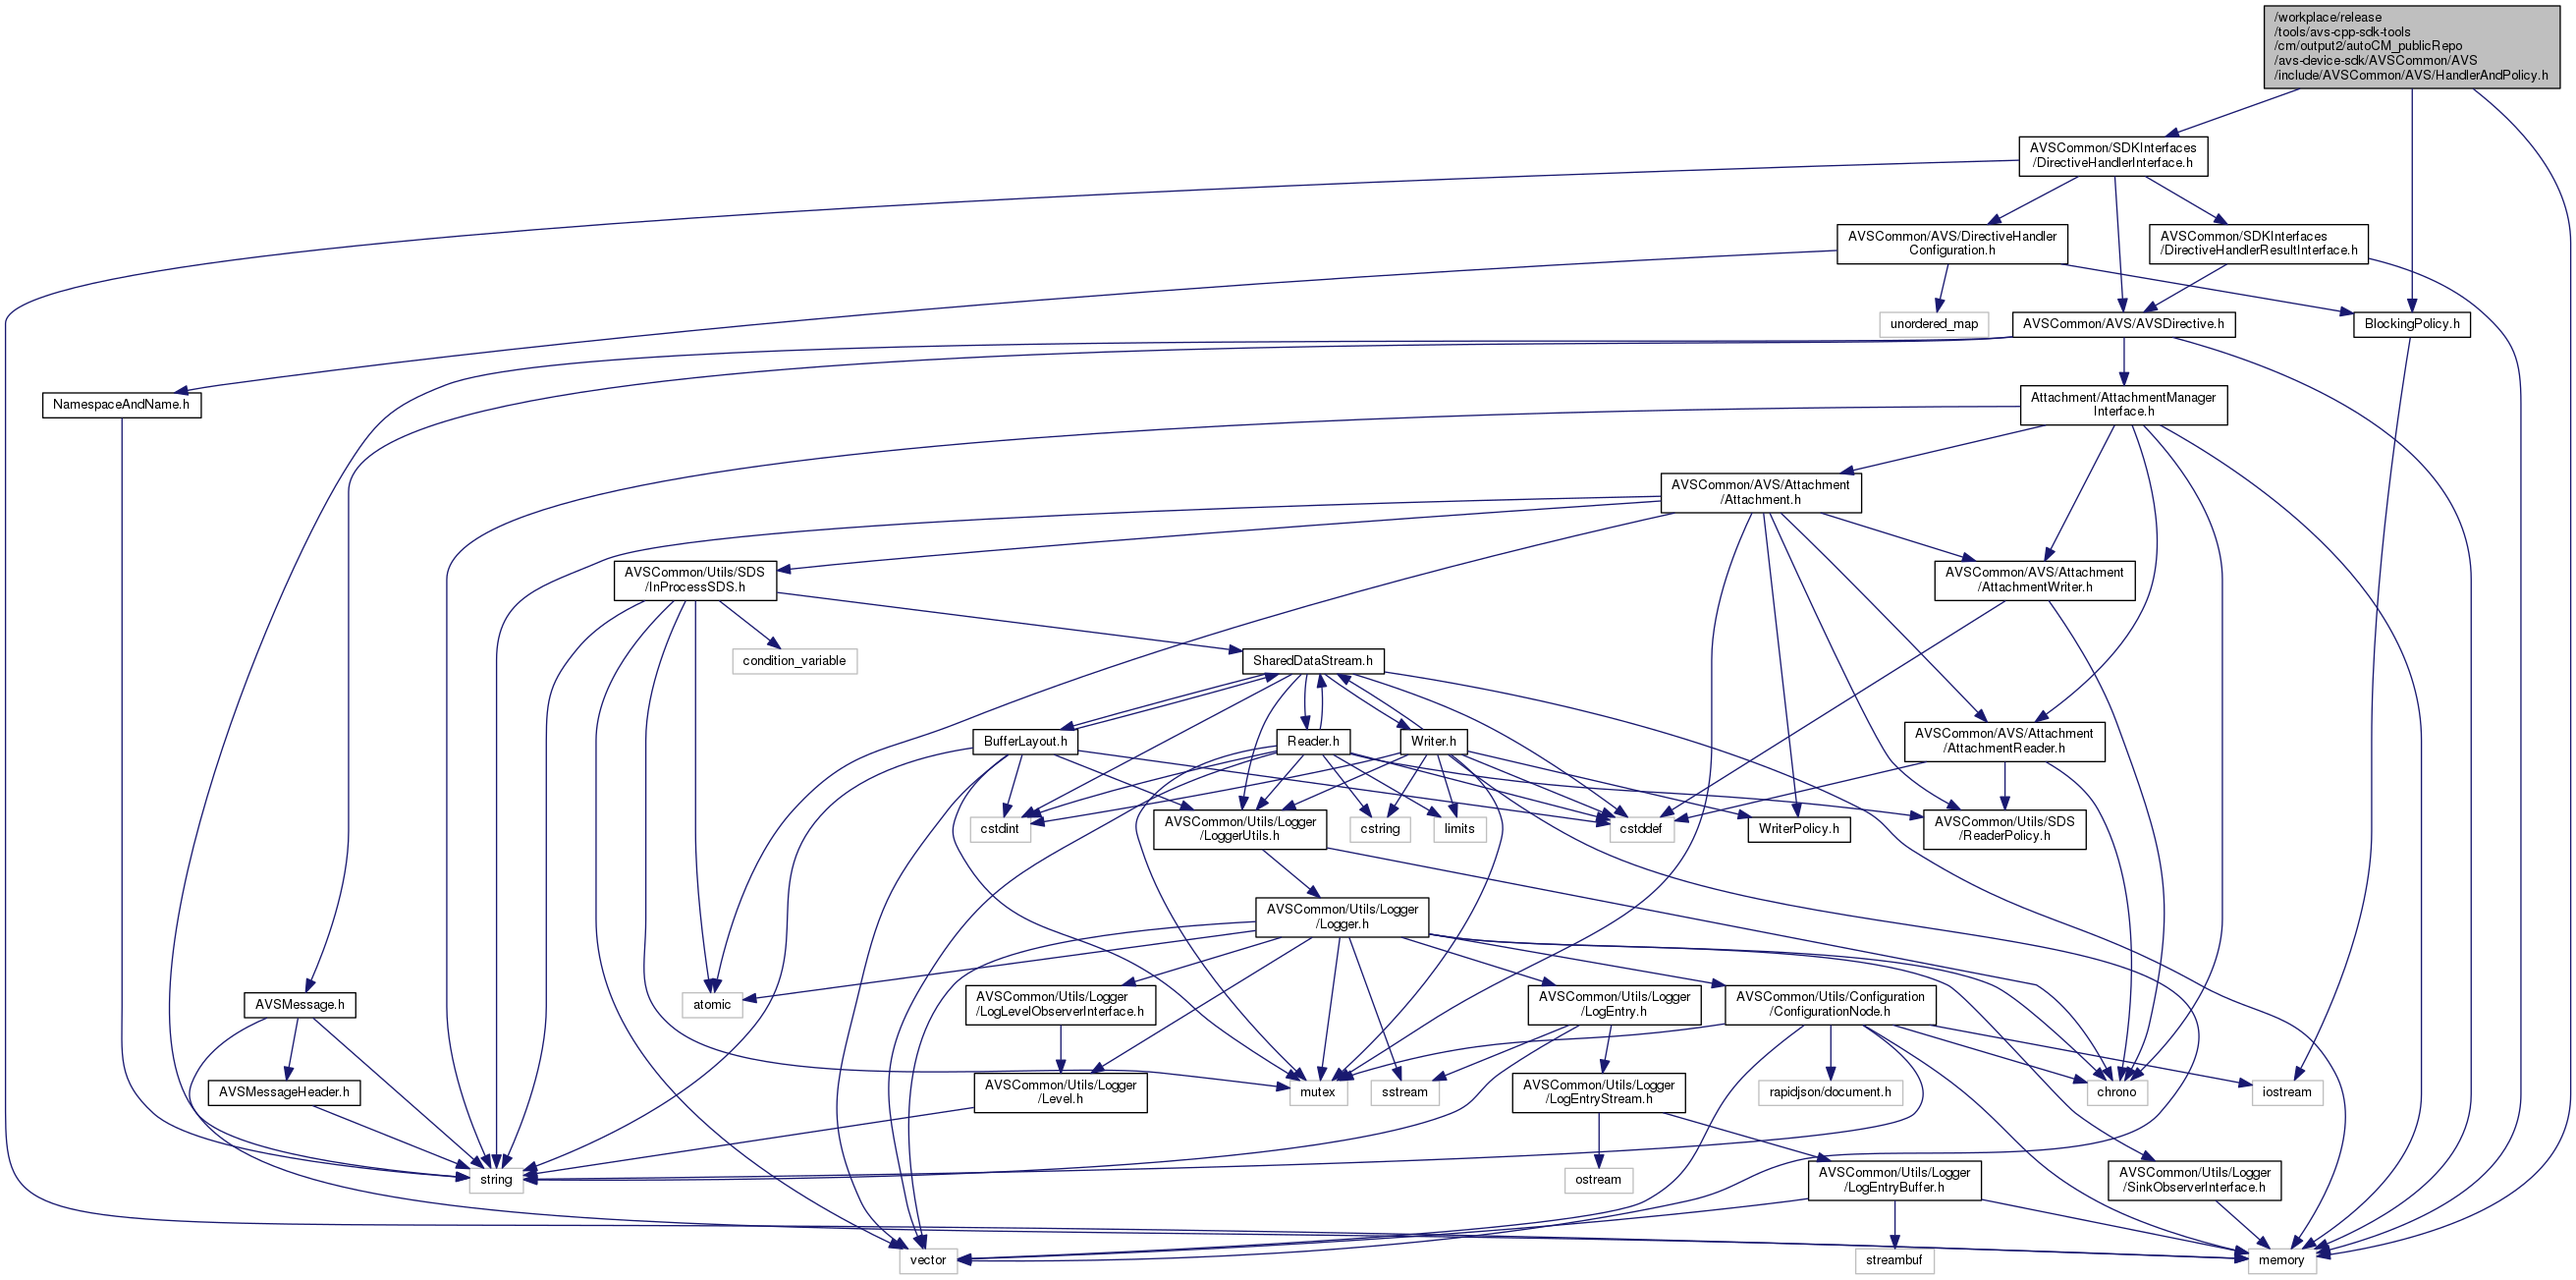 /workplace/release
/tools/avs-cpp-sdk-tools
/cm/output2/autoCM_publicRepo
/avs-device-sdk/AVSCommon/AVS
/include/AVSCommon/AVS/HandlerAndPolicy.h
AVSCommon/SDKInterfaces
/DirectiveHandlerInterface.h
AVSCommon/AVS/DirectiveHandler
Configuration.h
AVSCommon/SDKInterfaces
/DirectiveHandlerResultInterface.h
unordered_map
AVSCommon/AVS/AVSDirective.h
BlockingPolicy.h
NamespaceAndName.h
Attachment/AttachmentManager
Interface.h
AVSCommon/AVS/Attachment
/Attachment.h
AVSCommon/Utils/SDS
/InProcessSDS.h
AVSCommon/AVS/Attachment
/AttachmentWriter.h
condition_variable
SharedDataStream.h
BufferLayout.h
Reader.h
Writer.h
AVSCommon/AVS/Attachment
/AttachmentReader.h
cstdint
AVSCommon/Utils/Logger
/LoggerUtils.h
cstring
limits
cstddef
WriterPolicy.h
AVSCommon/Utils/SDS
/ReaderPolicy.h
AVSCommon/Utils/Logger
/Logger.h
AVSMessage.h
atomic
AVSCommon/Utils/Logger
/LogLevelObserverInterface.h
AVSCommon/Utils/Logger
/LogEntry.h
AVSCommon/Utils/Configuration
/ConfigurationNode.h
AVSMessageHeader.h
AVSCommon/Utils/Logger
/Level.h
mutex
sstream
AVSCommon/Utils/Logger
/LogEntryStream.h
rapidjson/document.h
chrono
iostream
string
ostream
AVSCommon/Utils/Logger
/LogEntryBuffer.h
AVSCommon/Utils/Logger
/SinkObserverInterface.h
vector
streambuf
memory